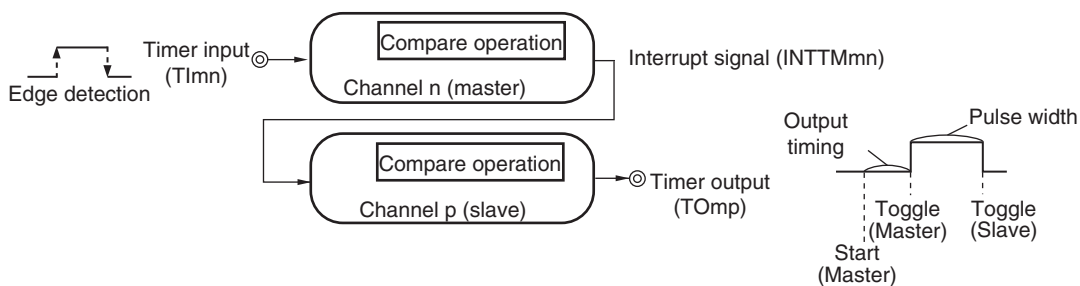 Edge detection
Timer input
(TImn)
Compare operation
Channel n (master)
Interrupt signal (INTTMmn)
Compare operation
Channel p (slave)
Timer output
(TOmp)
Output
timing
Pulse width
Toggle
(Master)
Toggle
(Slave)
Start
(Master)